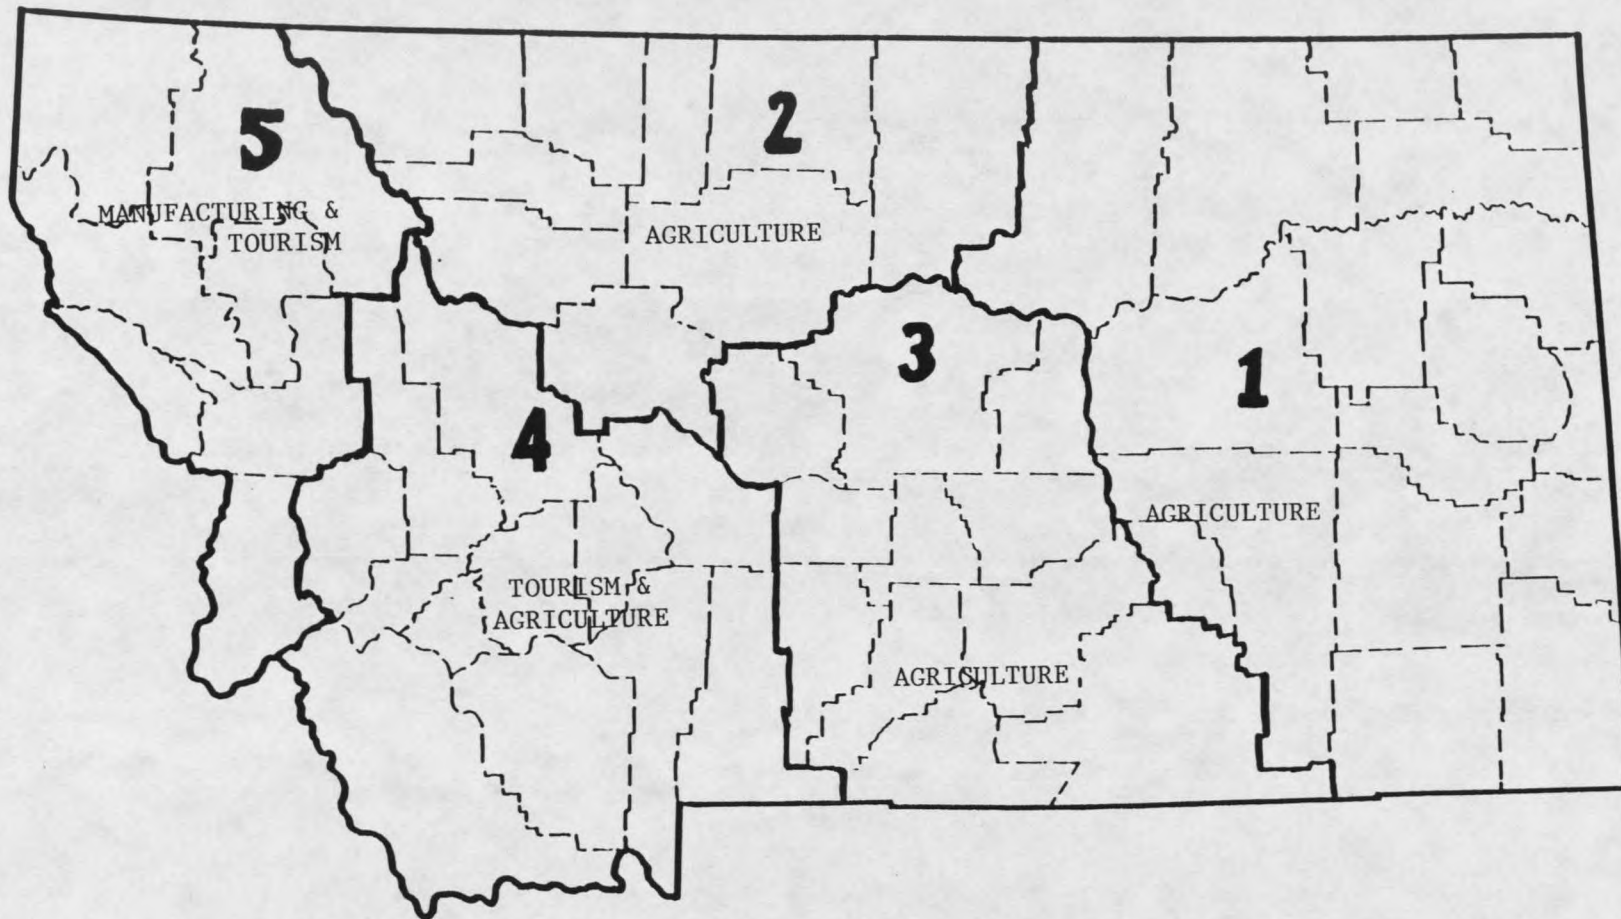 5
MANUFACTURING &
TOURISM
2
AGRICULTURE
3
AGRICULTURE
1
AGRICULTURE
4
TOURISM &
AGRICULTURE